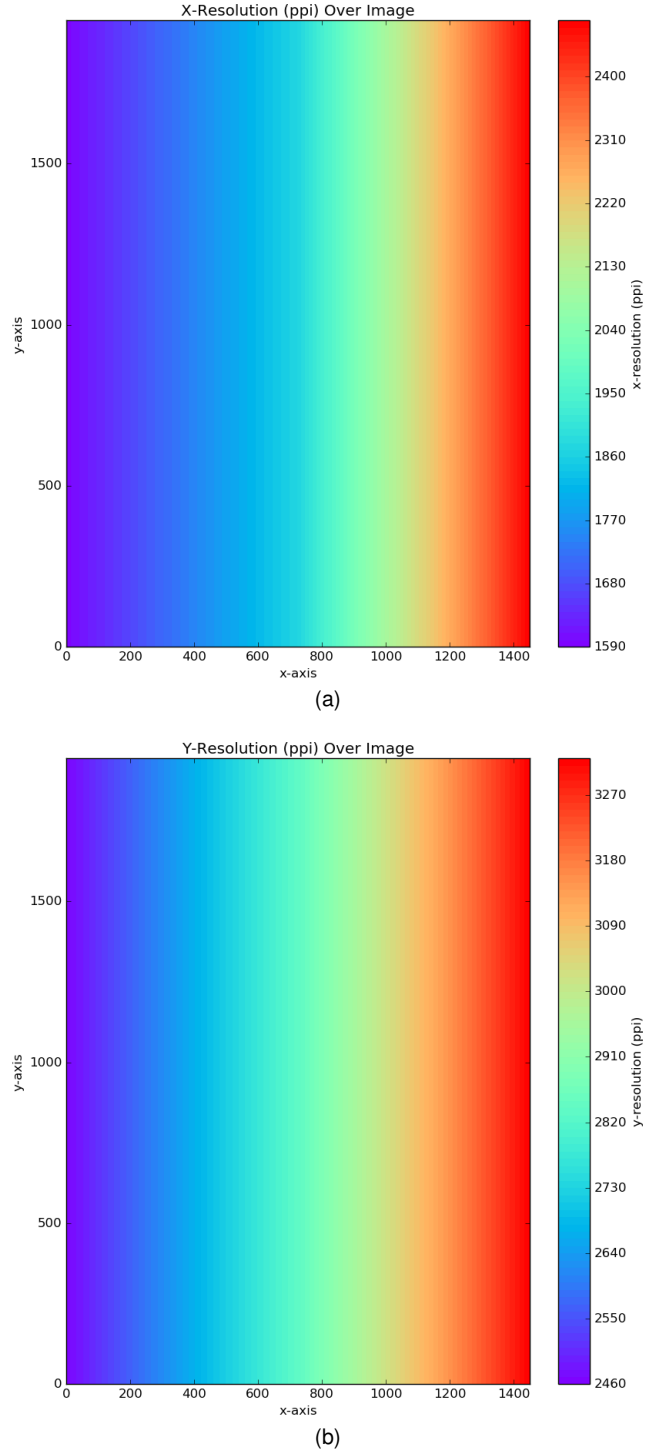 X-Resolution (ppi) Over Image
2400
2310
2220
2130
2040
1950
1860
1770
1680
1590
x-resolution (ppi)
1500
1000
500
0
y-axis
0 200 400 600 800 1000 1200 1400
x-axis
(a)
Y-Resolution (ppi) Over Image
3270
3180
3090
3000
2910
2820
2730
2640
2550
2460
y-resolution (ppi)
1500
1000
500
0
y-axis
0 200 400 600 800 1000 1200 1400
x-axis
(b)